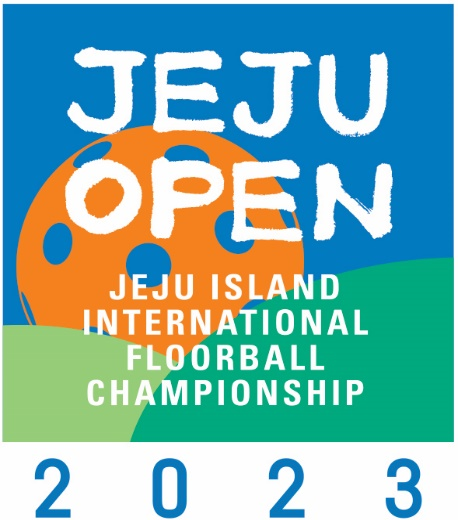 JEJU
OPEN
JEJU ISLAND
INTERNATIONAL
FLOORBALL
CHAMPIONSHIP
2023